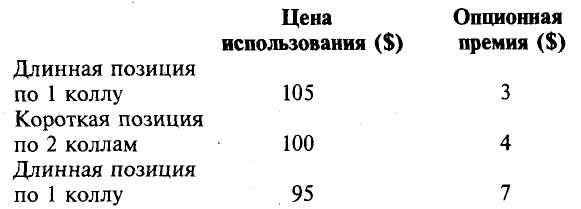 Цена Опционная
использования ($) премия ($)
Длинная позиция
по 1 коллу 105 3
Короткая позиция
по 2 коллам 100 4
Длинная позиция
по 1 коллу 95 7